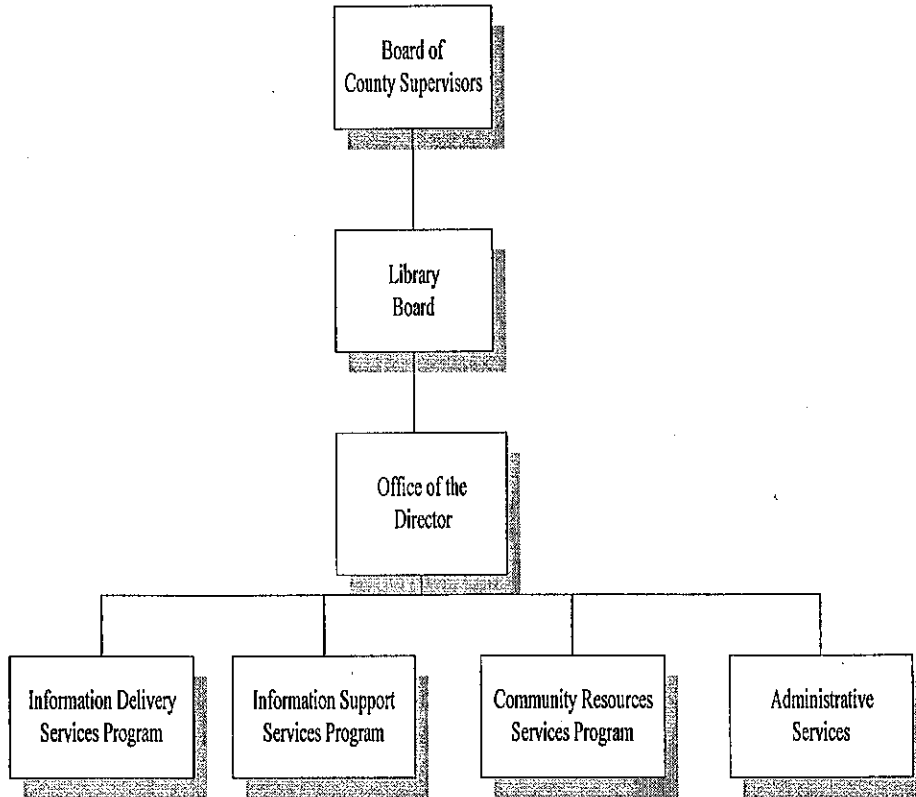 Board of
County Supervisors
Library
Board
Office of the
Director
Information Delivery
Services Program
Information Support
Services Program
Community Resources
Services Program
Administrative
Services